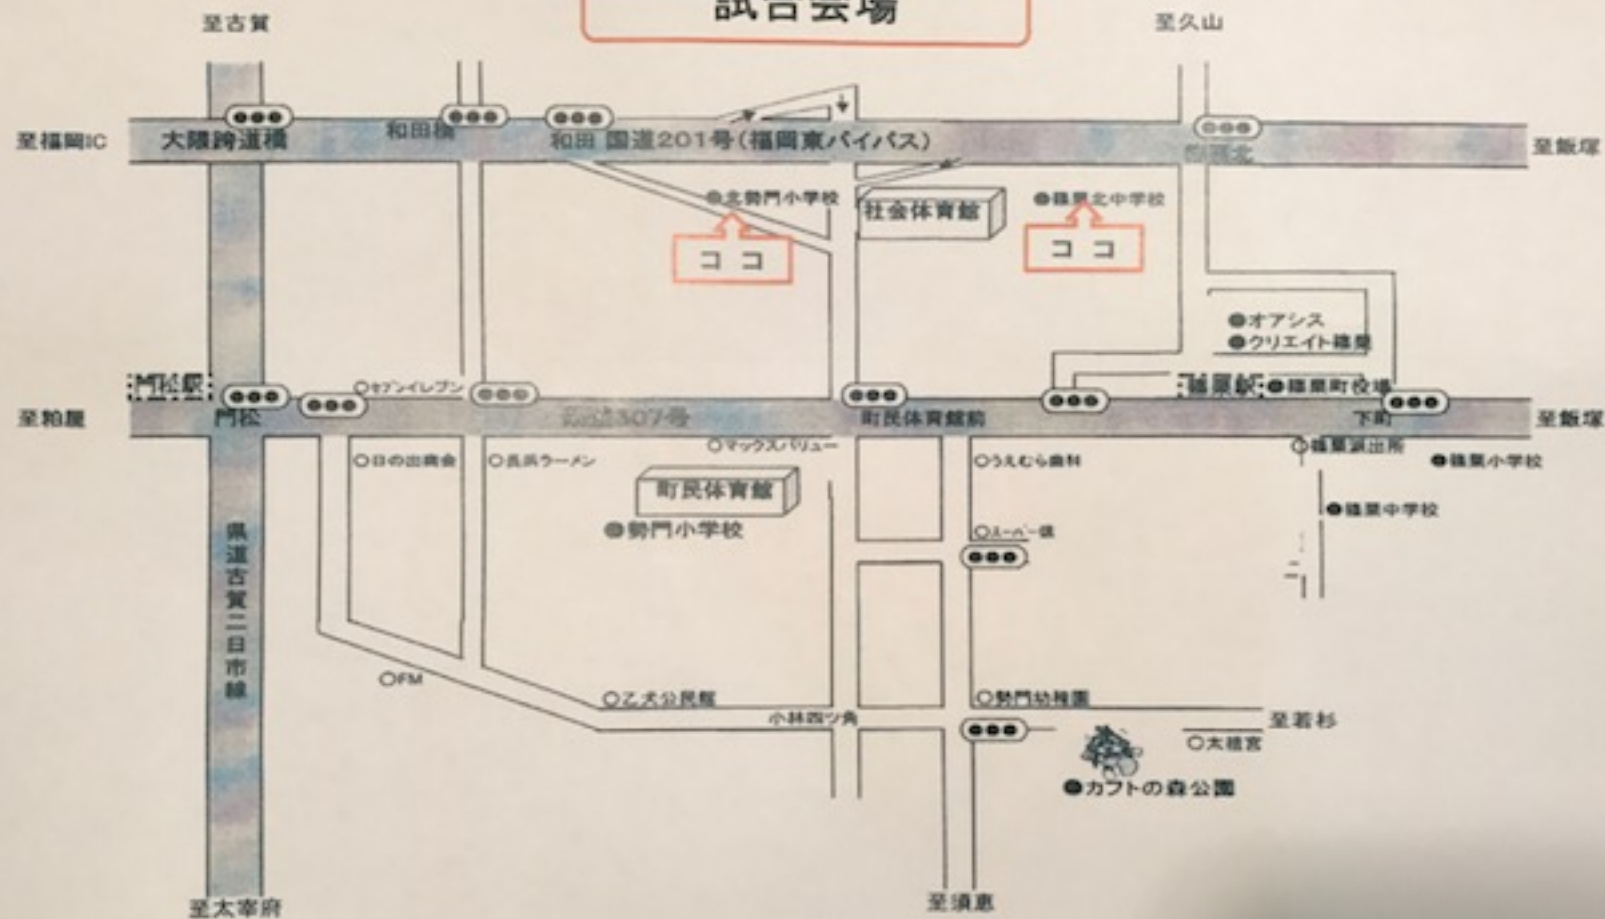 試合会場
至古賀
至久山
至福岡IC
大隈跨道橋
和田橋
和田 国道201号(福岡東バイパス)
至飯塚
北勢門小学校
社会体育館
篠栗北中学校
ココ
ココ
オアシス
クリエイト篠栗
門松駅
セブンイレブン
篠栗駅
篠栗町役場
至粕屋
門松
307号
町民体育館前
下町
至飯塚
マックスバリュー
篠栗派出所
日の出病会
長浜ラーメン
うえむら歯科
篠栗小学校
町民体育館
篠栗中学校
勢門小学校
県道古賀二日市線
FM
乙犬公民館
勢門幼稚園
小林四ツ角
至若杉
太祖宮
カブトの森公園
至太宰府
至須恵